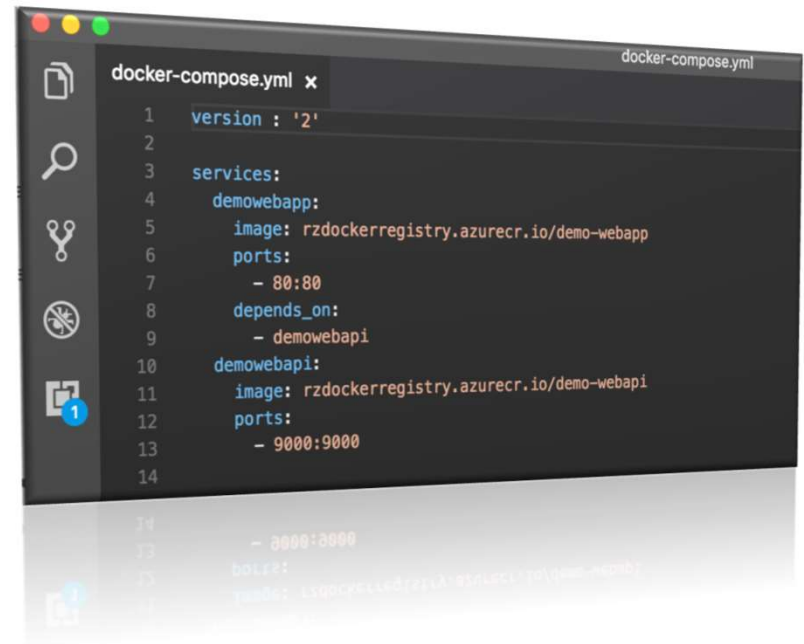 docker-compose.yml
docker-compose.yml x
1 version : '2'
2
3 services:
4   demowebapp:
5     image: rzdockerregistry.azurecr.io/demo-webapp
6     ports:
7       - 80:80
8     depends_on:
9       - demowebapi
10   demowebapi:
11     image: rzdockerregistry.azurecr.io/demo-webapi
12     ports:
13       - 9000:9000
14
1